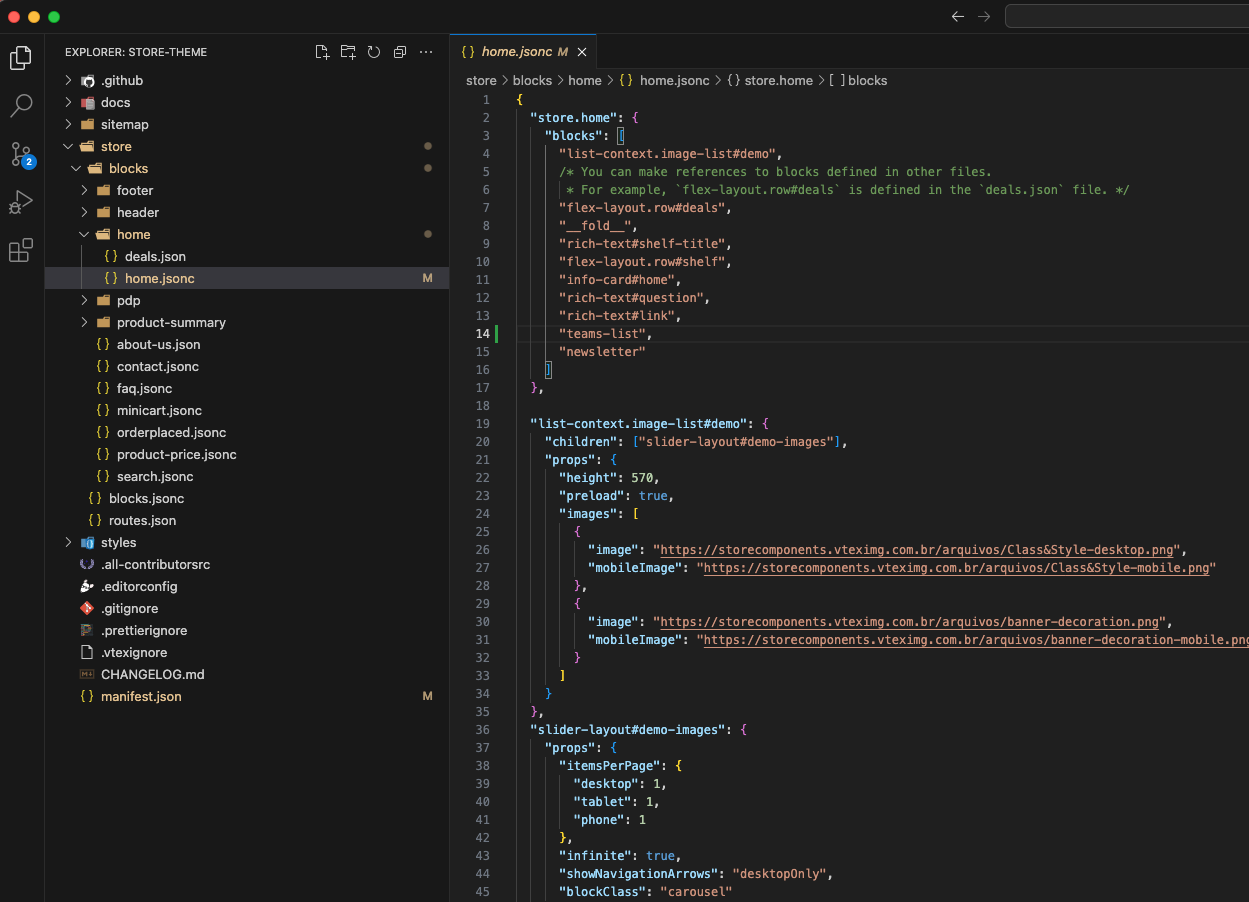 EXPLORER: STORE-THEME
.github
docs
sitemap
store
blocks
footer
header
home
{} deals.json
{} home.jsonc M
pdp
product-summary
{} about-us.json
{} contact.jsonc
{} faq.jsonc
{} minicart.jsonc
{} orderplaced.jsonc
{} product-price.jsonc
{} search.jsonc
{} blocks.jsonc
{} routes.json
styles
.all-contributorsrc
.editorconfig
.gitignore
.prettierignore
.vtexignore
CHANGELOG.md
{} manifest.json M
2
{} home.jsonc M
store > blocks > home > {} home.jsonc > {} store.home > [ ] blocks
1 {
2 "store.home": {
3 "blocks": [
4 "list-context.image-list#demo",
5 /* You can make references to blocks defined in other files.
6 * For example, `flex-layout.row#deals` is defined in the `deals.json` file. */
7 "flex-layout.row#deals",
8 "__fold__",
9 "rich-text#shelf-title",
10 "flex-layout.row#shelf",
11 "info-card#home",
12 "rich-text#question",
13 "rich-text#link",
14 "teams-list",
15 "newsletter"
16 ]
17 },
18
19 "list-context.image-list#demo": {
20 "children": ["slider-layout#demo-images"],
21 "props": {
22 "height": 570,
23 "preload": true,
24 "images": [
25 {
26 "image": "https://storecomponents.vteximg.com.br/arquivos/Class&Style-desktop.png",
27 "mobileImage": "https://storecomponents.vteximg.com.br/arquivos/Class&Style-mobile.png"
28 },
29 {
30 "image": "https://storecomponents.vteximg.com.br/arquivos/banner-decoration.png",
31 "mobileImage": "https://storecomponents.vteximg.com.br/arquivos/banner-decoration-mobile.png
32 }
33 ]
34 }
35 },
36 "slider-layout#demo-images": {
37 "props": {
38 "itemsPerPage": {
39 "desktop": 1,
40 "tablet": 1,
41 "phone": 1
42 },
43 "infinite": true,
44 "showNavigationArrows": "desktopOnly",
45 "blockClass": "carousel"